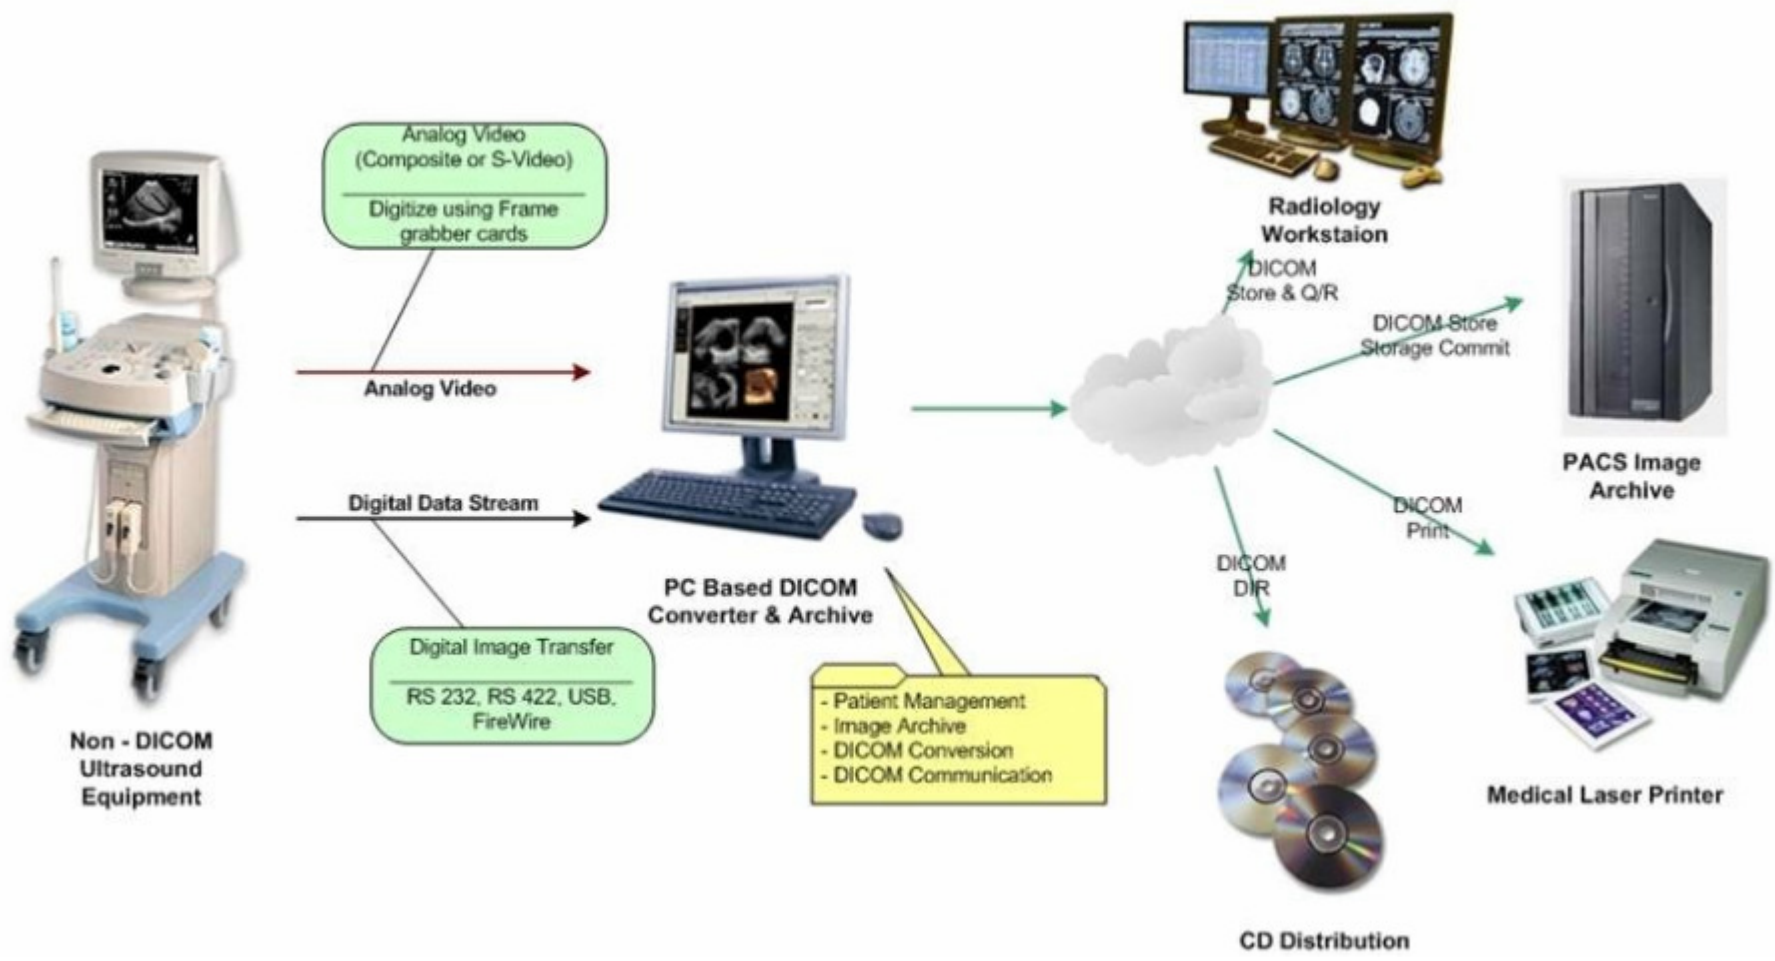 Analog Video
(Composite or S-Video)
Digitize using Frame
grabber cards
Analog Video
Digital Data Stream
Digital Image Transfer
RS 232, RS 422, USB,
FireWire
Non - DICOM
Ultrasound
Equipment
PC Based DICOM
Converter & Archive
- Patient Management
- Image Archive
- DICOM Conversion
- DICOM Communication
Radiology
Workstaion
DICOM
Store & Q/R
DICOM Store
Storage Commit
PACS Image
Archive
DICOM
Print
DICOM
DIR
Medical Laser Printer
CD Distribution